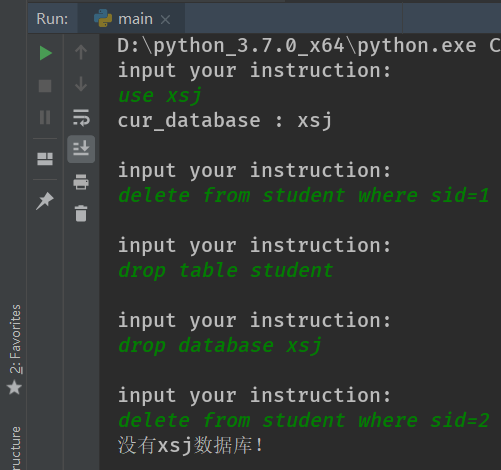 Run: main
D:\python_3.7.0_x64\python.exe C
input your instruction:
use xsj
cur_database : xsj
input your instruction:
delete from student where sid=1
input your instruction:
drop table student
input your instruction:
drop database xsj
input your instruction:
delete from student where sid=2
没有xsj数据库!
2: Favorites
ructure